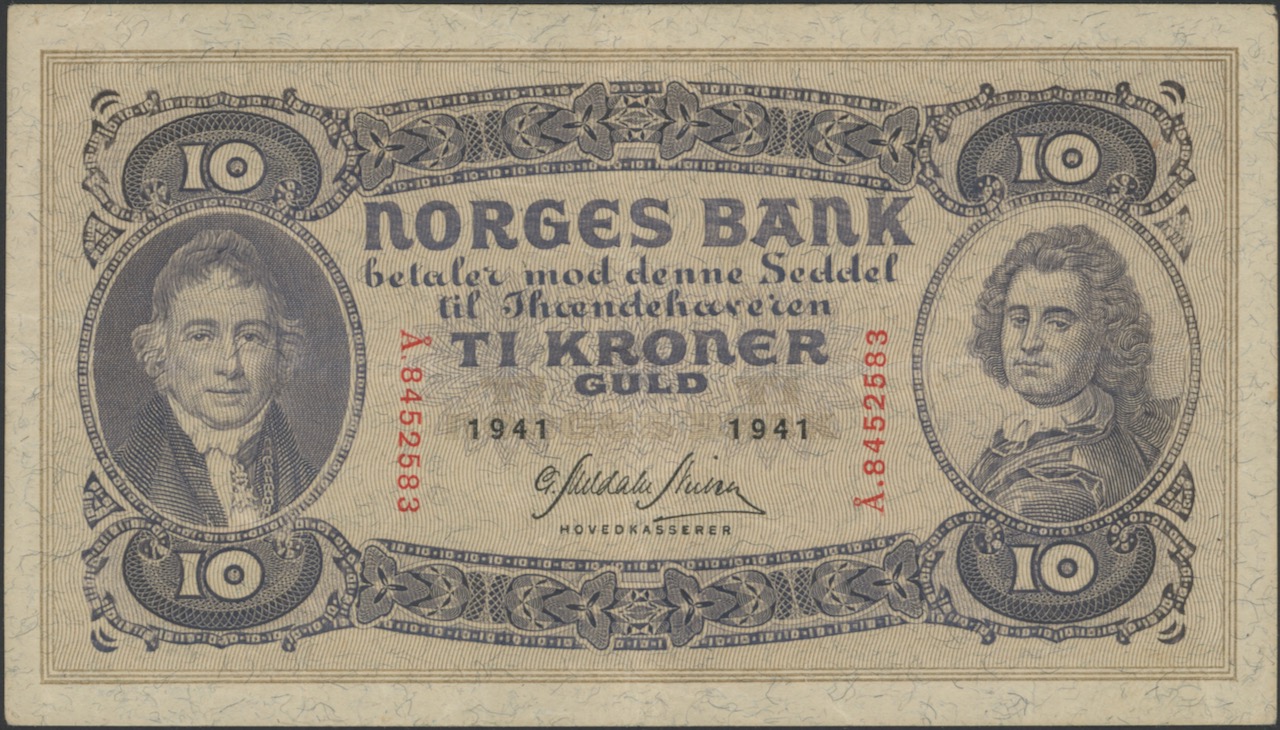 10
10
NORGES BANK
betaler mod denne Seddel
til Ihændehaveren
TI KRONER
GULD
Å.8452583
Å.8452583
1941 1941
HOVEDKASSERER
10
10